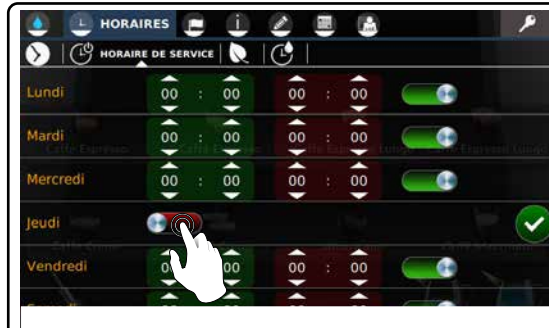 HORAIRES
HORAIRE DE SERVICE
Lundi 00 : 00 00 : 00
Mardi 00 : 00 00 : 00
Mercredi 00 : 00 00 : 00
Jeudi
Vendredi 00 00 : 00